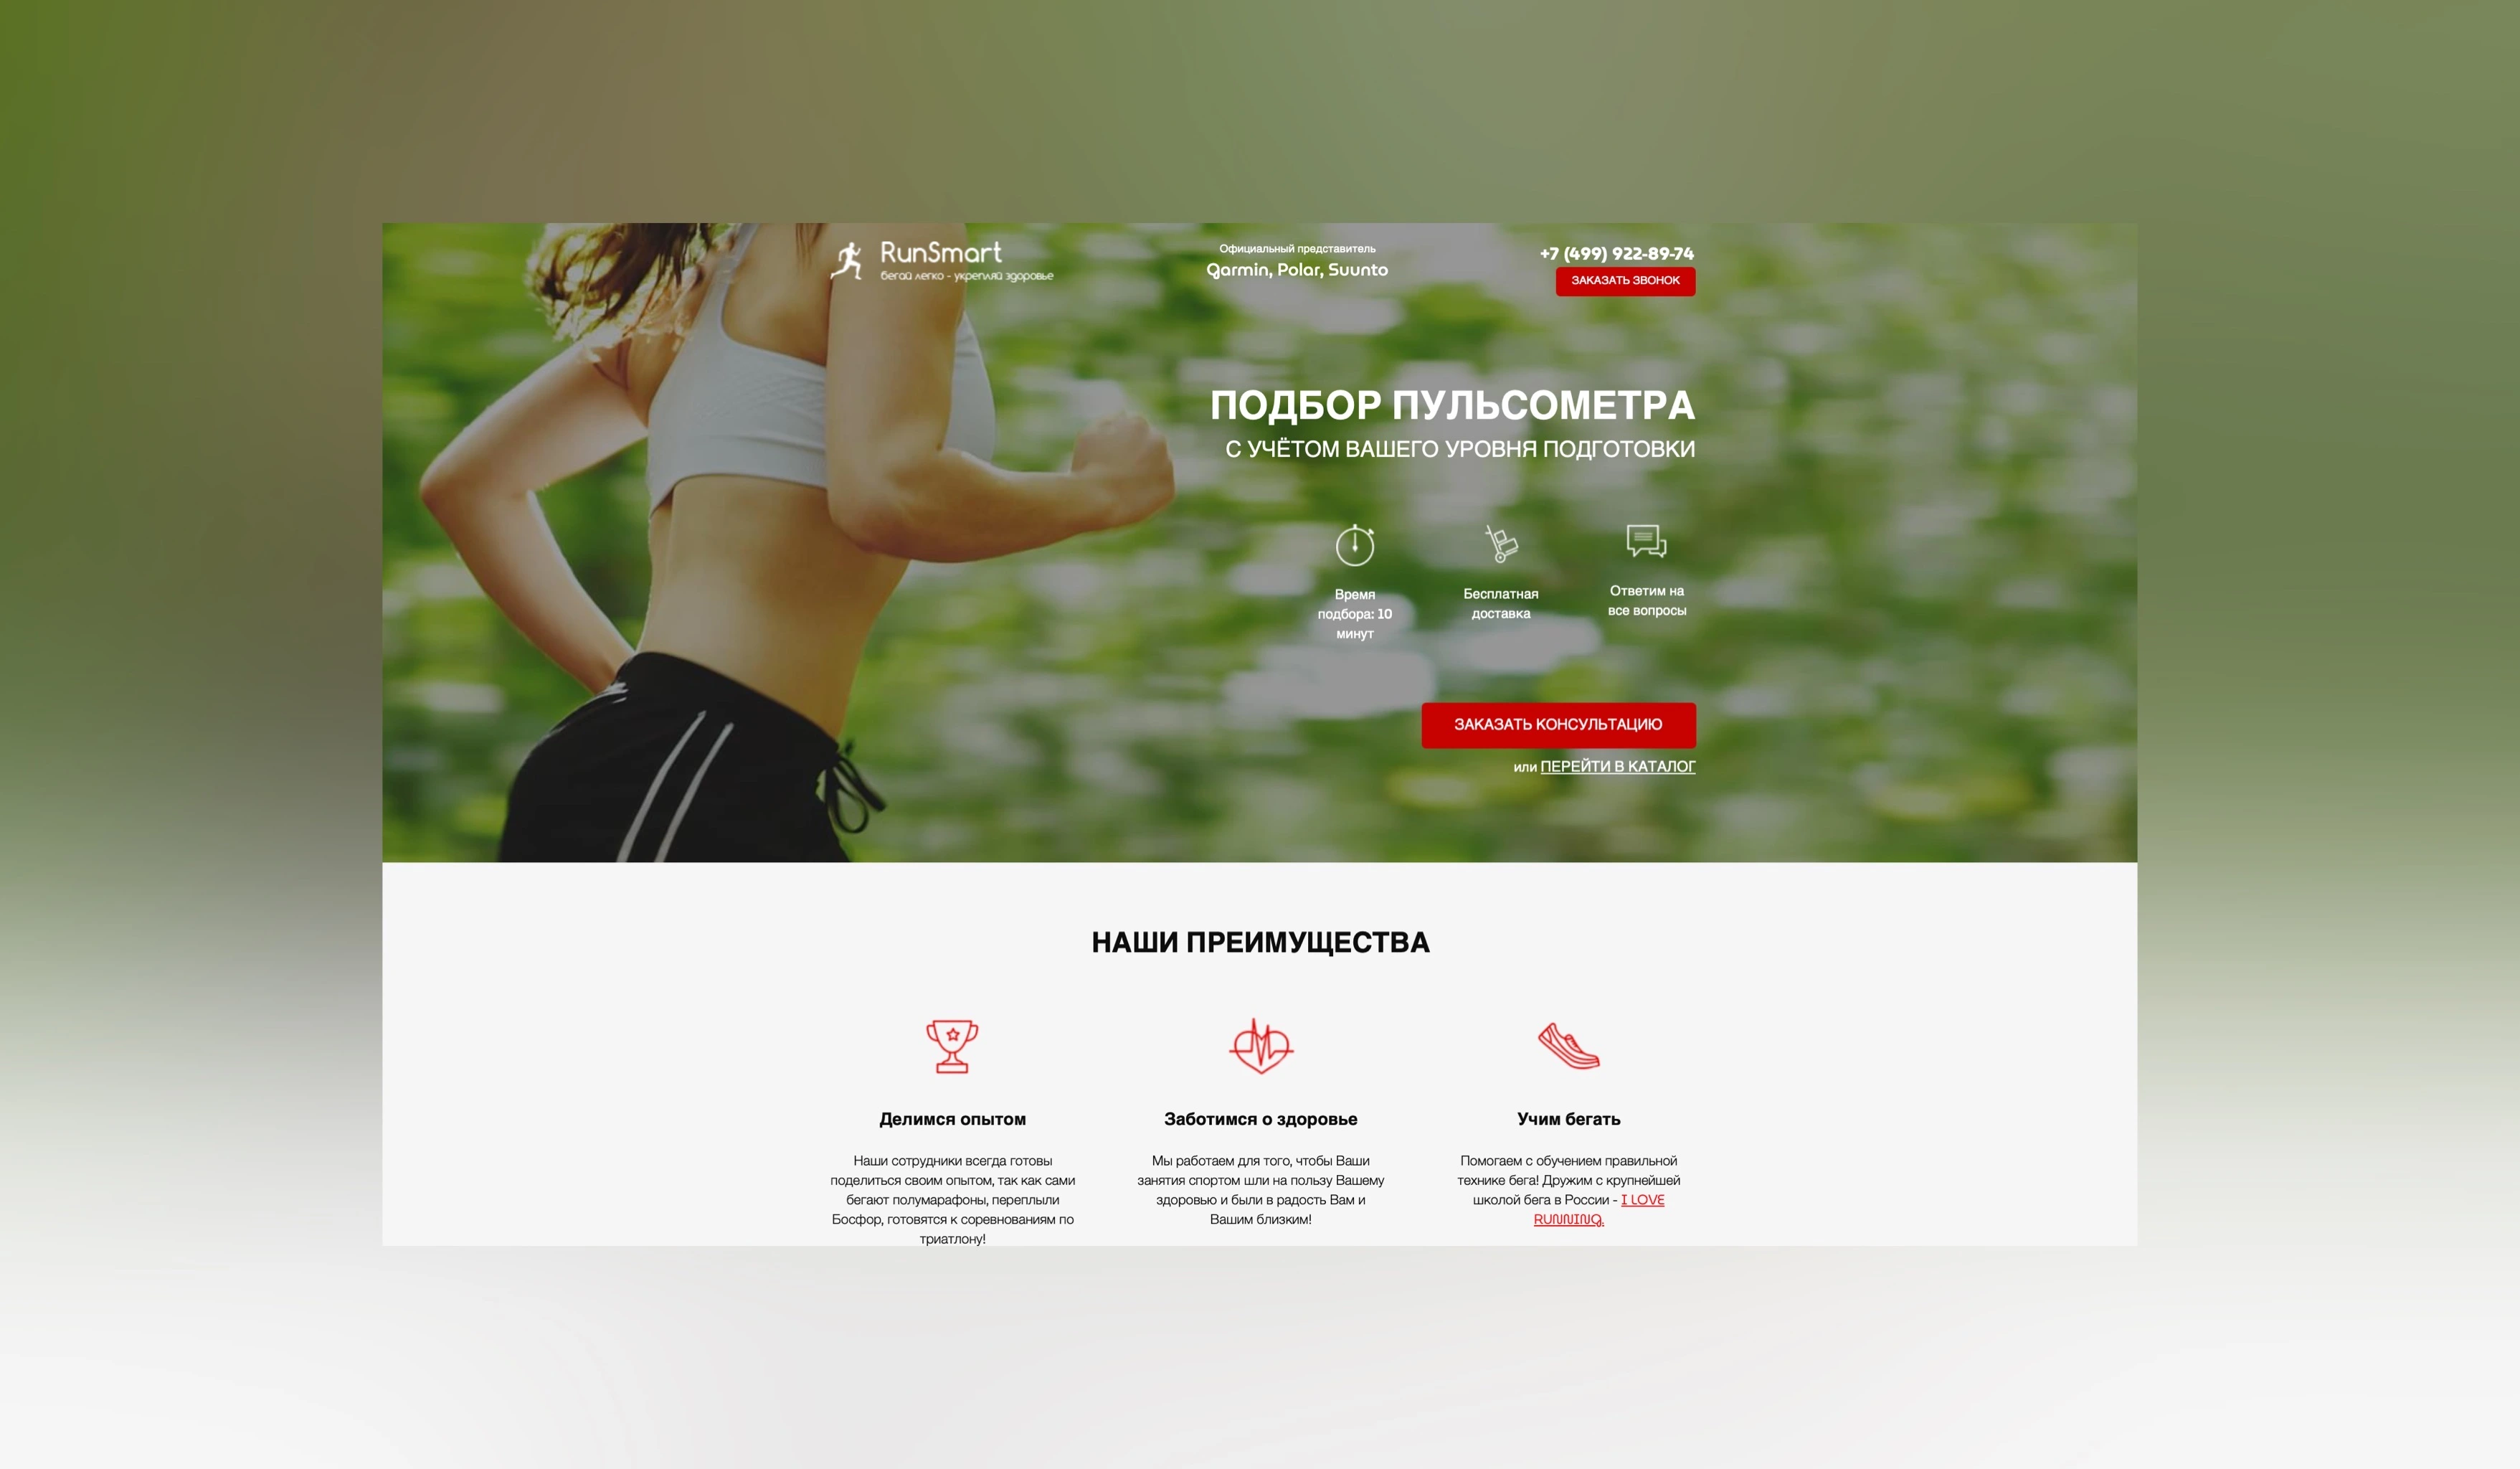 RunSmart
бегай легко - укрепляй здоровье
Официальный представитель
Garmin, Polar, Suunto
+7 (499) 922-89-74
ЗАКАЗАТЬ ЗВОНОК
ПОДБОР ПУЛЬСОМЕТРА
С УЧЁТОМ ВАШЕГО УРОВНЯ ПОДГОТОВКИ
Время
подбора: 10
минут
Бесплатная
доставка
Ответим на
все вопросы
ЗАКАЗАТЬ КОНСУЛЬТАЦИЮ
или ПЕРЕЙТИ В КАТАЛОГ
НАШИ ПРЕИМУЩЕСТВА
Делимся опытом
Наши сотрудники всегда готовы
поделиться своим опытом, так как сами
бегают полумарафоны, переплыли
Босфор, готовятся к соревнованиям по
триатлону!
Заботимся о здоровье
Мы работаем для того, чтобы Ваши
занятия спортом шли на пользу Вашему
здоровью и были в радость Вам и
Вашим близким!
Учим бегать
Помогаем с обучением правильной
технике бега! Дружим с крупнейшей
школой бега в России - I LOVE
RUNNING.